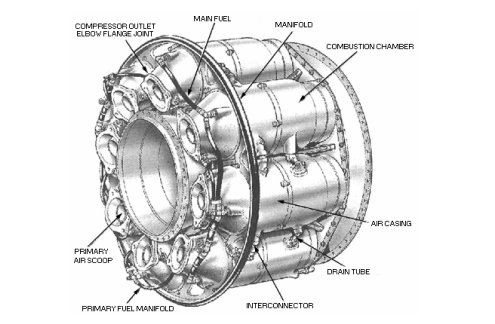 MAIN FUEL
MANIFOLD
COMPRESSOR OUTLET
ELBOW FLANGE JOINT
COMBUSTION CHAMBER
AIR CASING
PRIMARY
AIR SCOOP
DRAIN TUBE
INTERCONNECTOR
PRIMARY FUEL MANIFOLD